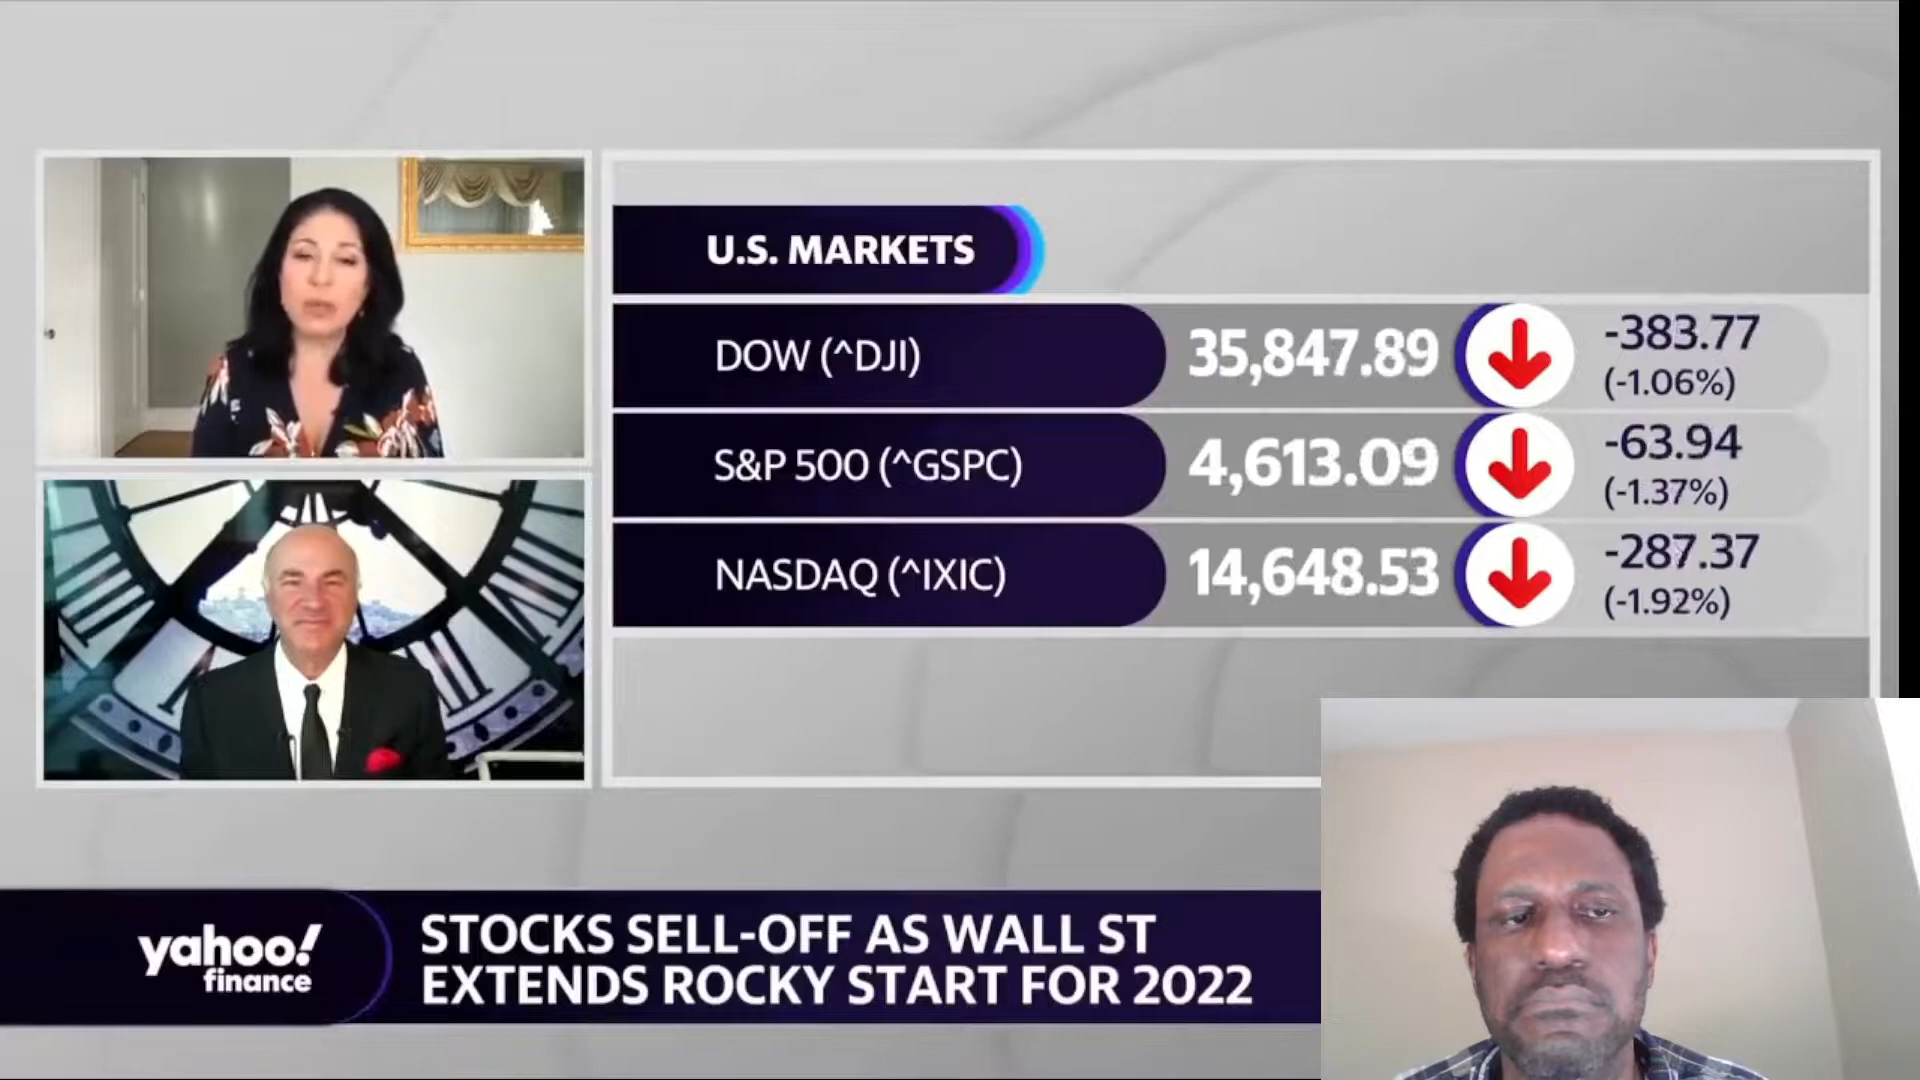 U.S. MARKETS
DOW (^DJI) 35,847.89 -383.77 (-1.06%)
S&P 500 (^GSPC) 4,613.09 -63.94 (-1.37%)
NASDAQ (^IXIC) 14,648.53 -287.37 (-1.92%)
yahoo!
finance
STOCKS SELL-OFF AS WALL ST
EXTENDS ROCKY START FOR 2022